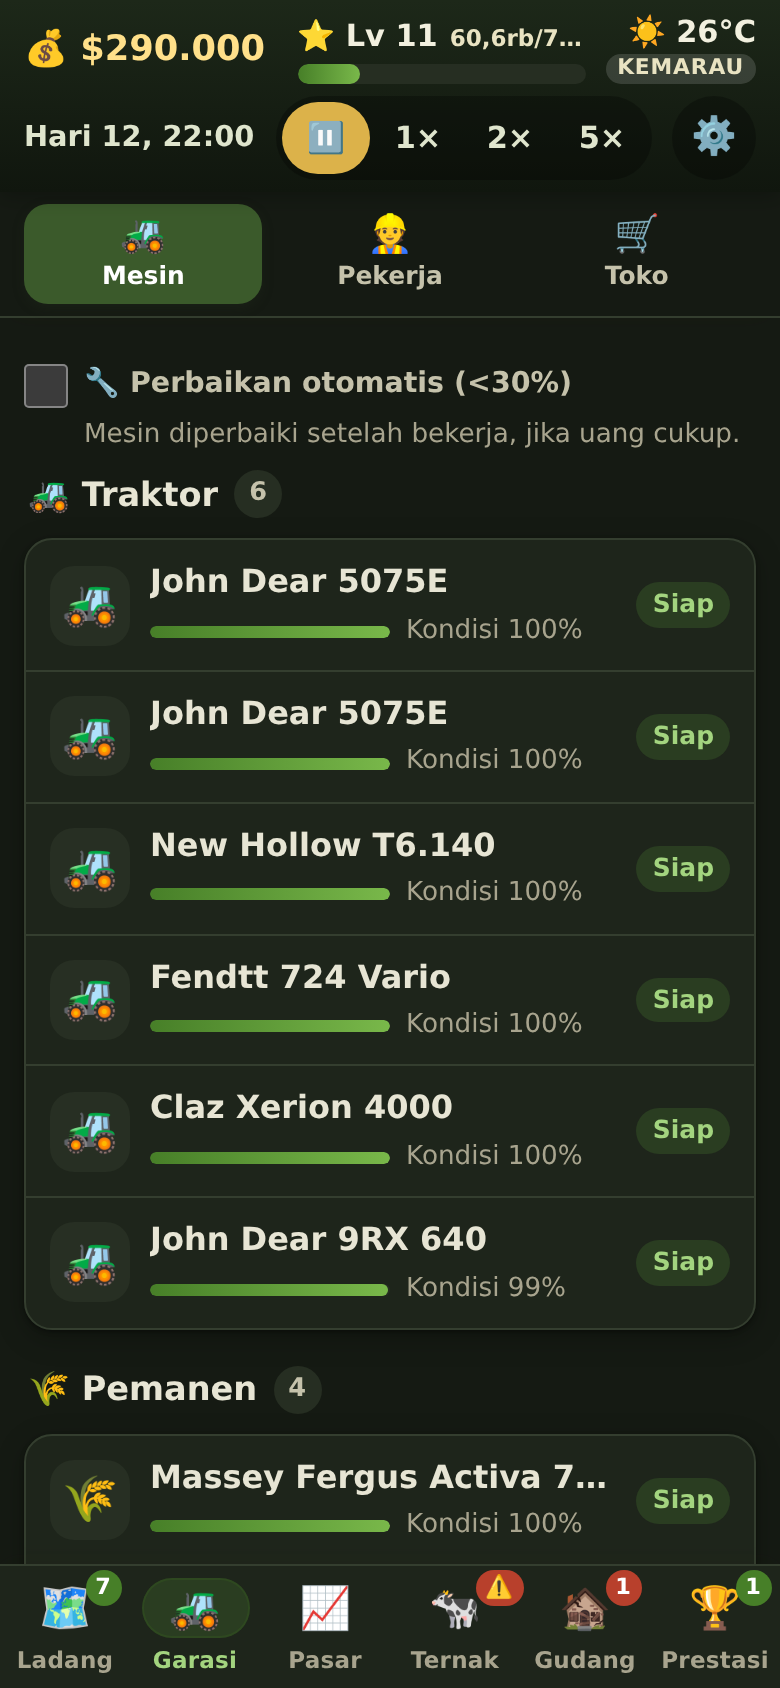 $290.000
Lv 11 60,6rb/7…
26°C
KEMARAU
Hari 12, 22:00
1×
2×
5×
Mesin
Pekerja
Toko
Perbaikan otomatis (<30%)
Mesin diperbaiki setelah bekerja, jika uang cukup.
Traktor 6
John Dear 5075E
Kondisi 100%
Siap
John Dear 5075E
Kondisi 100%
Siap
New Hollow T6.140
Kondisi 100%
Siap
Fendtt 724 Vario
Kondisi 100%
Siap
Claz Xerion 4000
Kondisi 100%
Siap
John Dear 9RX 640
Kondisi 99%
Siap
Pemanen 4
Massey Fergus Activa 7…
Kondisi 100%
Siap
7
Ladang
Garasi
Pasar
Ternak
1
Gudang
1
Prestasi